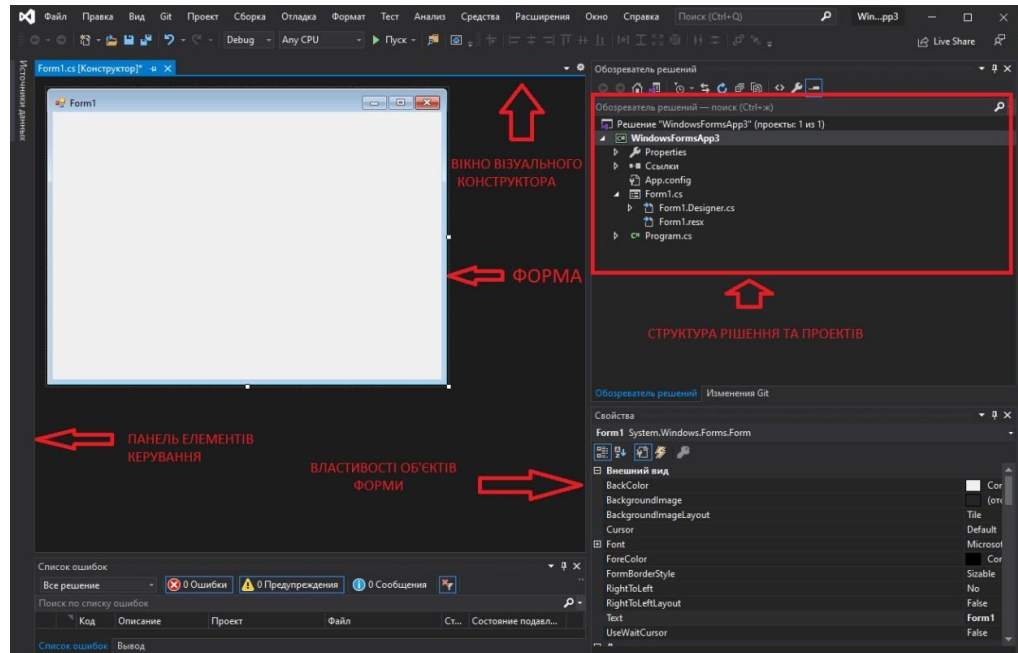 Файл Правка Вид Git Проект Сборка Отладка Формат Тест Анализ Средства Расширения Окно Справка Поиск (Ctrl+Q) Win...pp3
Debug Any CPU Пуск Live Share
Источники данных
Form1.cs [Конструктор]*
Form1
ВІКНО ВІЗУАЛЬНОГО
КОНСТРУКТОРА
ФОРМА
ПАНЕЛЬ ЕЛЕМЕНТІВ
КЕРУВАННЯ
ВЛАСТИВОСТІ ОБ'ЄКТІВ
ФОРМИ
Обозреватель решений
Обозреватель решений — поиск (Ctrl+ж)
Решение "WindowsFormsApp3" (проекты: 1 из 1)
WindowsFormsApp3
Properties
Ссылки
App.config
Form1.cs
Form1.Designer.cs
Form1.resx
Program.cs
СТРУКТУРА РІШЕННЯ ТА ПРОЕКТІВ
Обозреватель решений Изменения Git
Свойства
Form1 System.Windows.Forms.Form
Внешний вид
BackColor Cor
BackgroundImage (отс
BackgroundImageLayout Tile
Cursor Default
Font Microsof
ForeColor Cor
FormBorderStyle Sizable
RightToLeft No
RightToLeftLayout False
Text Form1
UseWaitCursor False
Список ошибок
Все решение 0 Ошибки 0 Предупреждения 0 Сообщения
Поиск по списку ошибок
Код Описание Проект Файл Ст... Состояние подавл...
Список ошибок Вывод